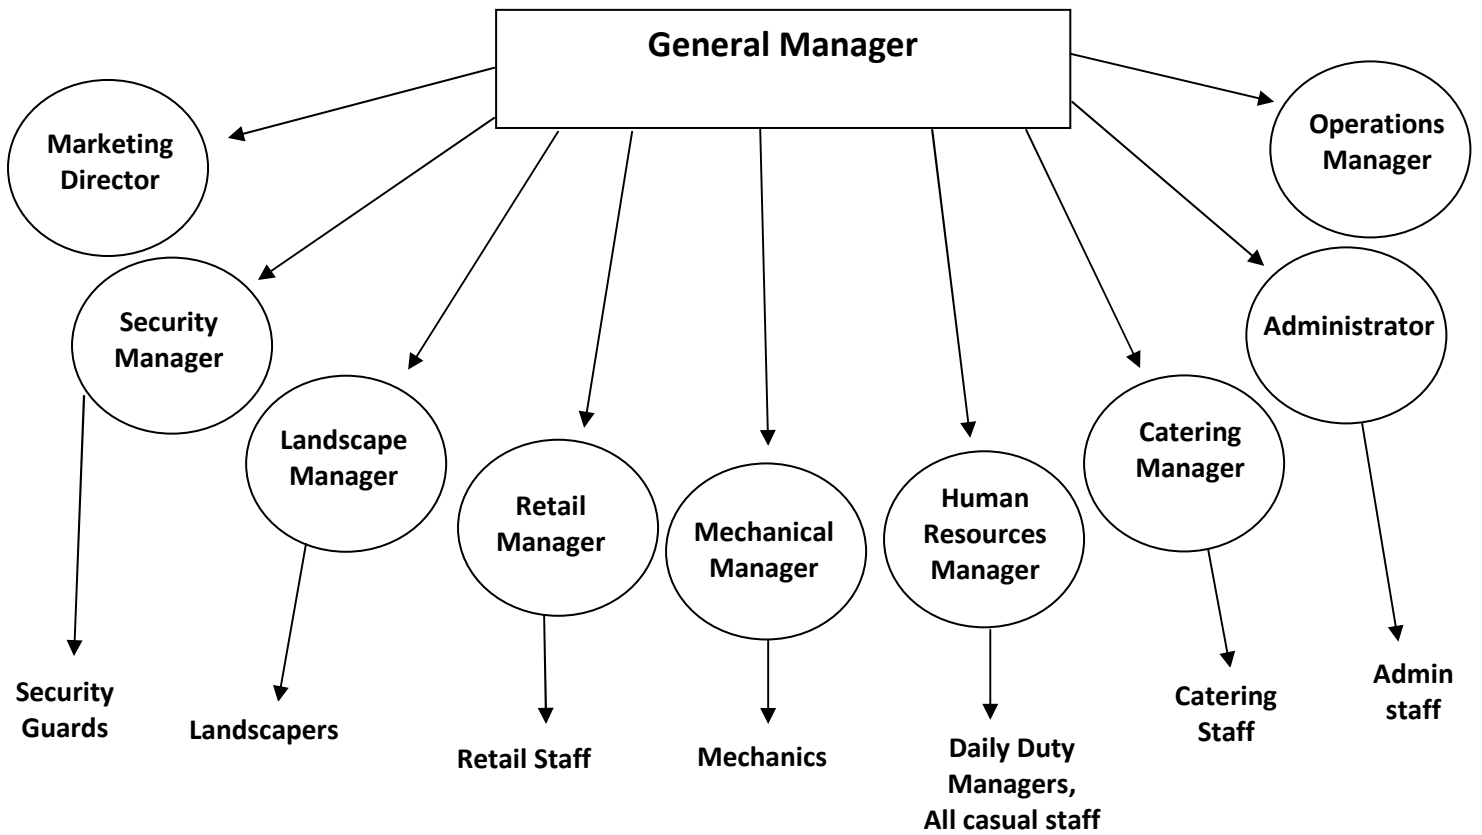 General Manager
Marketing
Director
Operations
Manager
Security
Manager
Administrator
Landscape
Manager
Catering
Manager
Retail
Manager
Mechanical
Manager
Human
Resources
Manager
Security
Guards
Landscapers
Retail Staff
Mechanics
Daily Duty
Managers,
All casual staff
Catering
Staff
Admin
staff